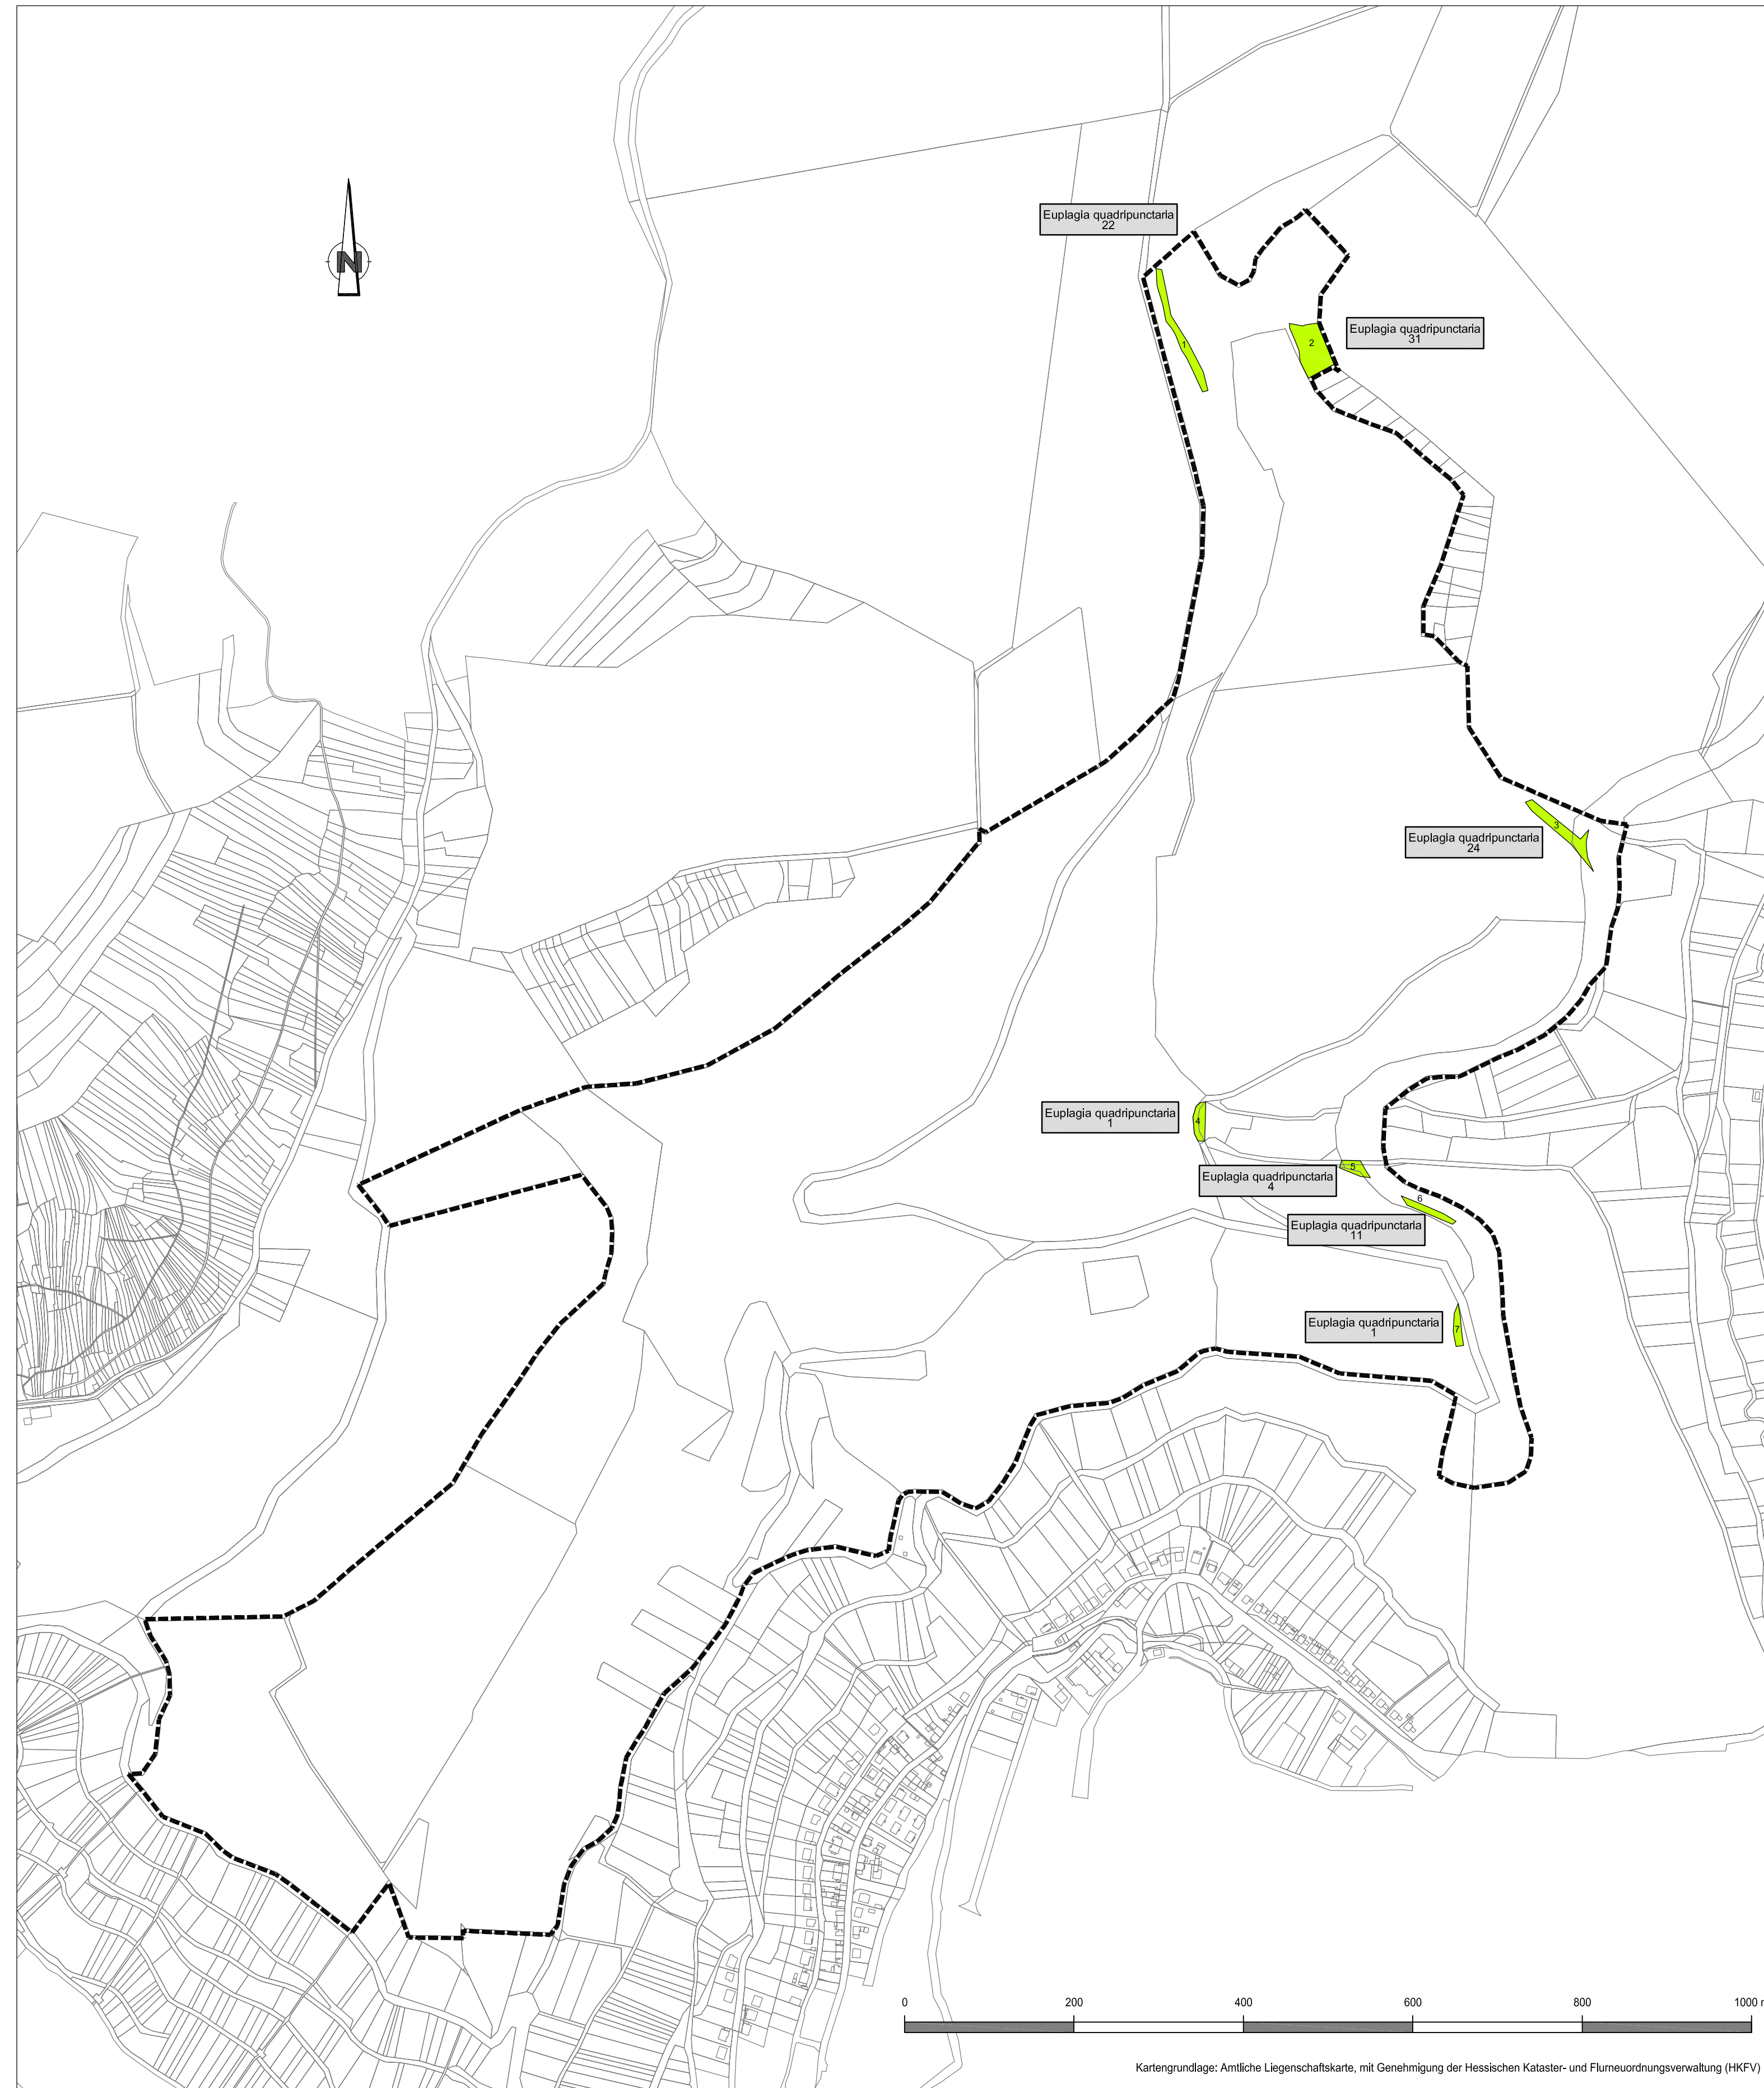 N
Euplagia quadripunctaria
22
1
2
Euplagia quadripunctaria
31
3
Euplagia quadripunctaria
24
Euplagia quadripunctaria
1
4
5
Euplagia quadripunctaria
4
6
Euplagia quadripunctaria
11
Euplagia quadripunctaria
1
7
0 200 400 600 800 1000
Kartengrundlage: Amtliche Liegenschaftskarte, mit Genehmigung der Hessischen Kataster- und Flurneuordnungsverwaltung (HKFV)